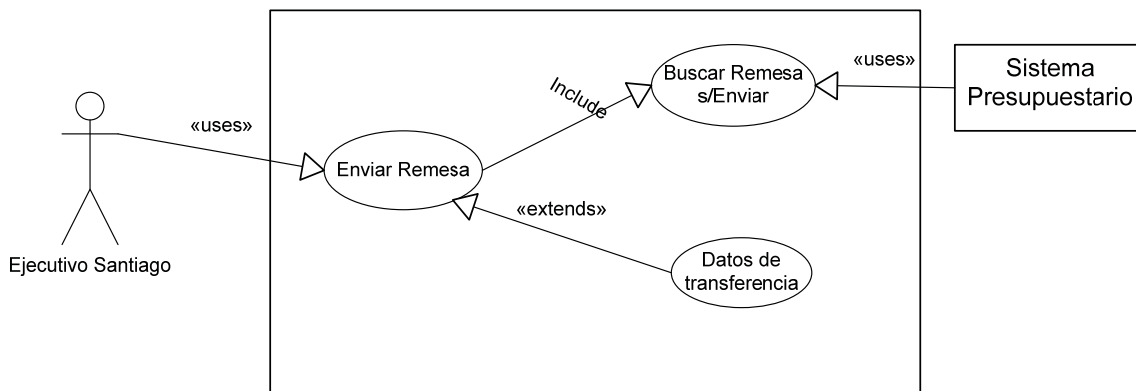 «uses»
Ejecutivo Santiago
Enviar Remesa
Include
Buscar Remesa
s/Enviar
«uses»
Sistema
Presupuestario
«extends»
Datos de
transferencia